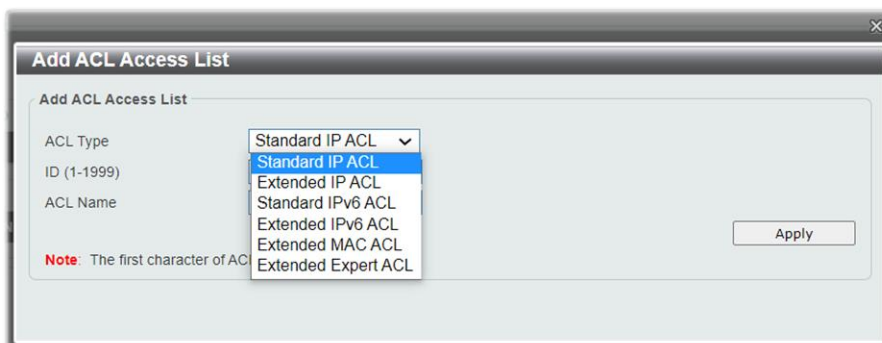 Add ACL Access List
Add ACL Access List
ACL Type Standard IP ACL
Standard IP ACL
ID (1-1999)
Extended IP ACL
ACL Name Standard IPv6 ACL
Extended IPv6 ACL
Apply
Extended MAC ACL
Note: The first character of ACL
Extended Expert ACL